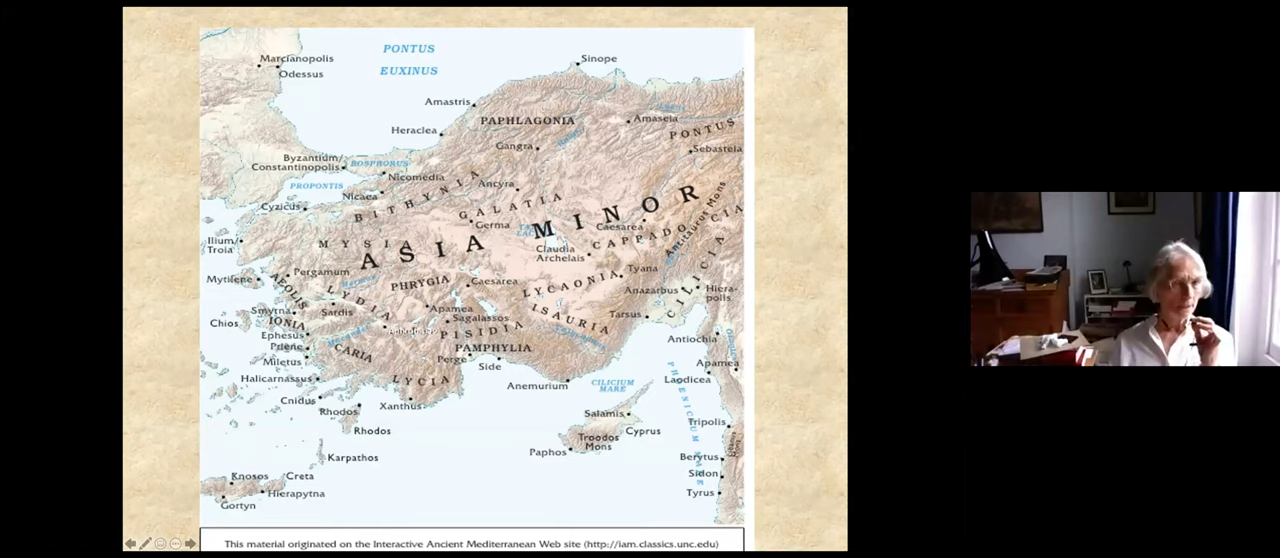 PONTUS
EUXINUS
Marcianopolis
Odessus
Sinope
Amastris
Heraclea
PAPHLAGONIA
Gangra
Amaseia
PONTUS
Sebasteia
Byzantium/
Constantinopolis
BOSPHORUS
PROPONTIS
Nicomedia
Nicaea
Cyzicus
BITHYNIA
Ancyra
GALATIA
Germa
ASIA MINOR
Caesarea
CAPPADOCIA
Antitaurus Mons
Ilium/
Troia
MYSIA
Claudia
Archelais
Tyana
Mytilene
Pergamum
AEOLIS
LYDIA
PHRYGIA
Caesarea
LYCAONIA
Anazarbus
CILICIA
Hiera-
polis
Smyrna
Sardis
Apamea
Sagalassos
ISAURIA
Tarsus
Chios
IONIA
Ephesus
Priene
Miletus
Maeander
PISIDIA
PAMPHYLIA
Antiochia
CARIA
Perge
Side
Apamea
Halicarnassus
LYCIA
Anemurium
CILICIUM
MARE
Laodicea
Cnidus
Rhodos
Xanthus
Salamis
PHOENICIUM MARE
Tripolis
Rhodos
Cyprus
Troodos
Mons
Paphos
Karpathos
Berytus
Sidon
Tyrus
Knosos
Creta
Hierapytna
Gortyn
This material originated on the Interactive Ancient Mediterranean Web site (http://iam.classics.unc.edu)